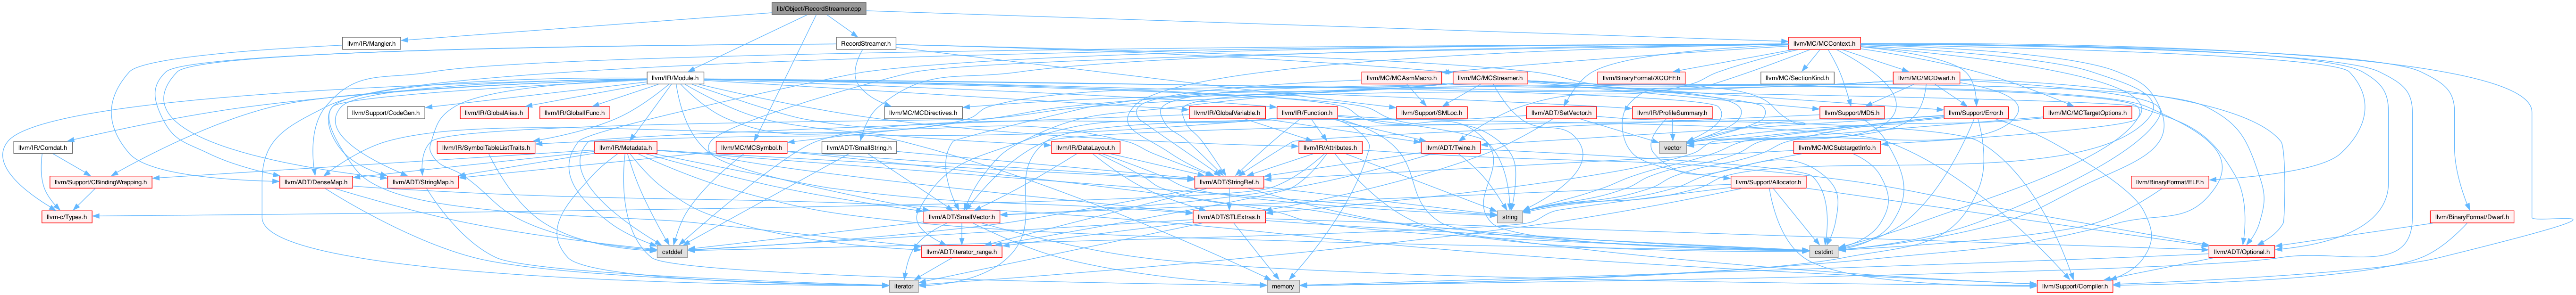 lib/Object/RecordStreamer.cpp
llvm/IR/Mangler.h
RecordStreamer.h
llvm/MC/MCContext.h
llvm/IR/Module.h
llvm/MC/MCAsmMacro.h
llvm/MC/MCStreamer.h
llvm/BinaryFormat/XCOFF.h
llvm/MC/SectionKind.h
llvm/MC/MCDwarf.h
llvm/Support/CodeGen.h
llvm/IR/GlobalAlias.h
llvm/IR/GlobalIFunc.h
llvm/MC/MCDirectives.h
llvm/IR/GlobalVariable.h
llvm/IR/Function.h
llvm/Support/SMLoc.h
llvm/ADT/SetVector.h
llvm/IR/ProfileSummary.h
llvm/Support/MD5.h
llvm/Support/Error.h
llvm/MC/MCTargetOptions.h
llvm/IR/Comdat.h
llvm/IR/SymbolTableListTraits.h
llvm/IR/Metadata.h
llvm/MC/MCSymbol.h
llvm/ADT/SmallString.h
llvm/IR/DataLayout.h
llvm/IR/Attributes.h
llvm/ADT/Twine.h
vector
llvm/MC/MCSubtargetInfo.h
llvm/Support/CBindingWrapping.h
llvm/ADT/DenseMap.h
llvm/ADT/StringMap.h
llvm/ADT/StringRef.h
llvm/Support/Allocator.h
llvm/BinaryFormat/ELF.h
llvm-c/Types.h
llvm/ADT/SmallVector.h
llvm/ADT/STLExtras.h
string
llvm/BinaryFormat/Dwarf.h
cstddef
llvm/ADT/iterator_range.h
cstdint
llvm/ADT/Optional.h
iterator
memory
llvm/Support/Compiler.h